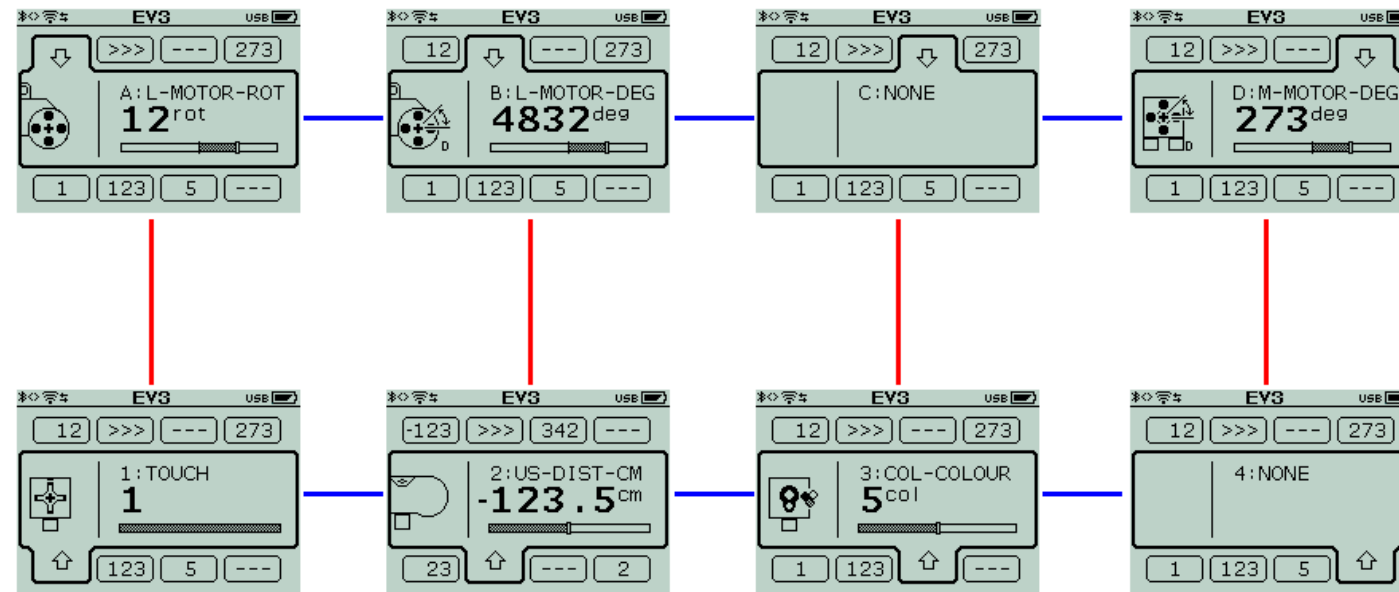 EV3 USB
>>> --- 273
A:L-MOTOR-ROT
12rot
1 123 5 ---
EV3 USB
12 --- 273
B:L-MOTOR-DEG
4832deg
D
1 123 5 ---
EV3 USB
12 >>> 273
C:NONE
1 123 5 ---
EV3 USB
12 >>> ---
D:M-MOTOR-DEG
273deg
D
1 123 5 ---
EV3 USB
12 >>> --- 273
1:TOUCH
1
123 5 ---
EV3 USB
-123 >>> 342 ---
2:US-DIST-CM
-123.5cm
23 --- 2
EV3 USB
12 >>> --- 273
3:COL-COLOUR
5col
1 123 ---
EV3 USB
12 >>> --- 273
4:NONE
1 123 5